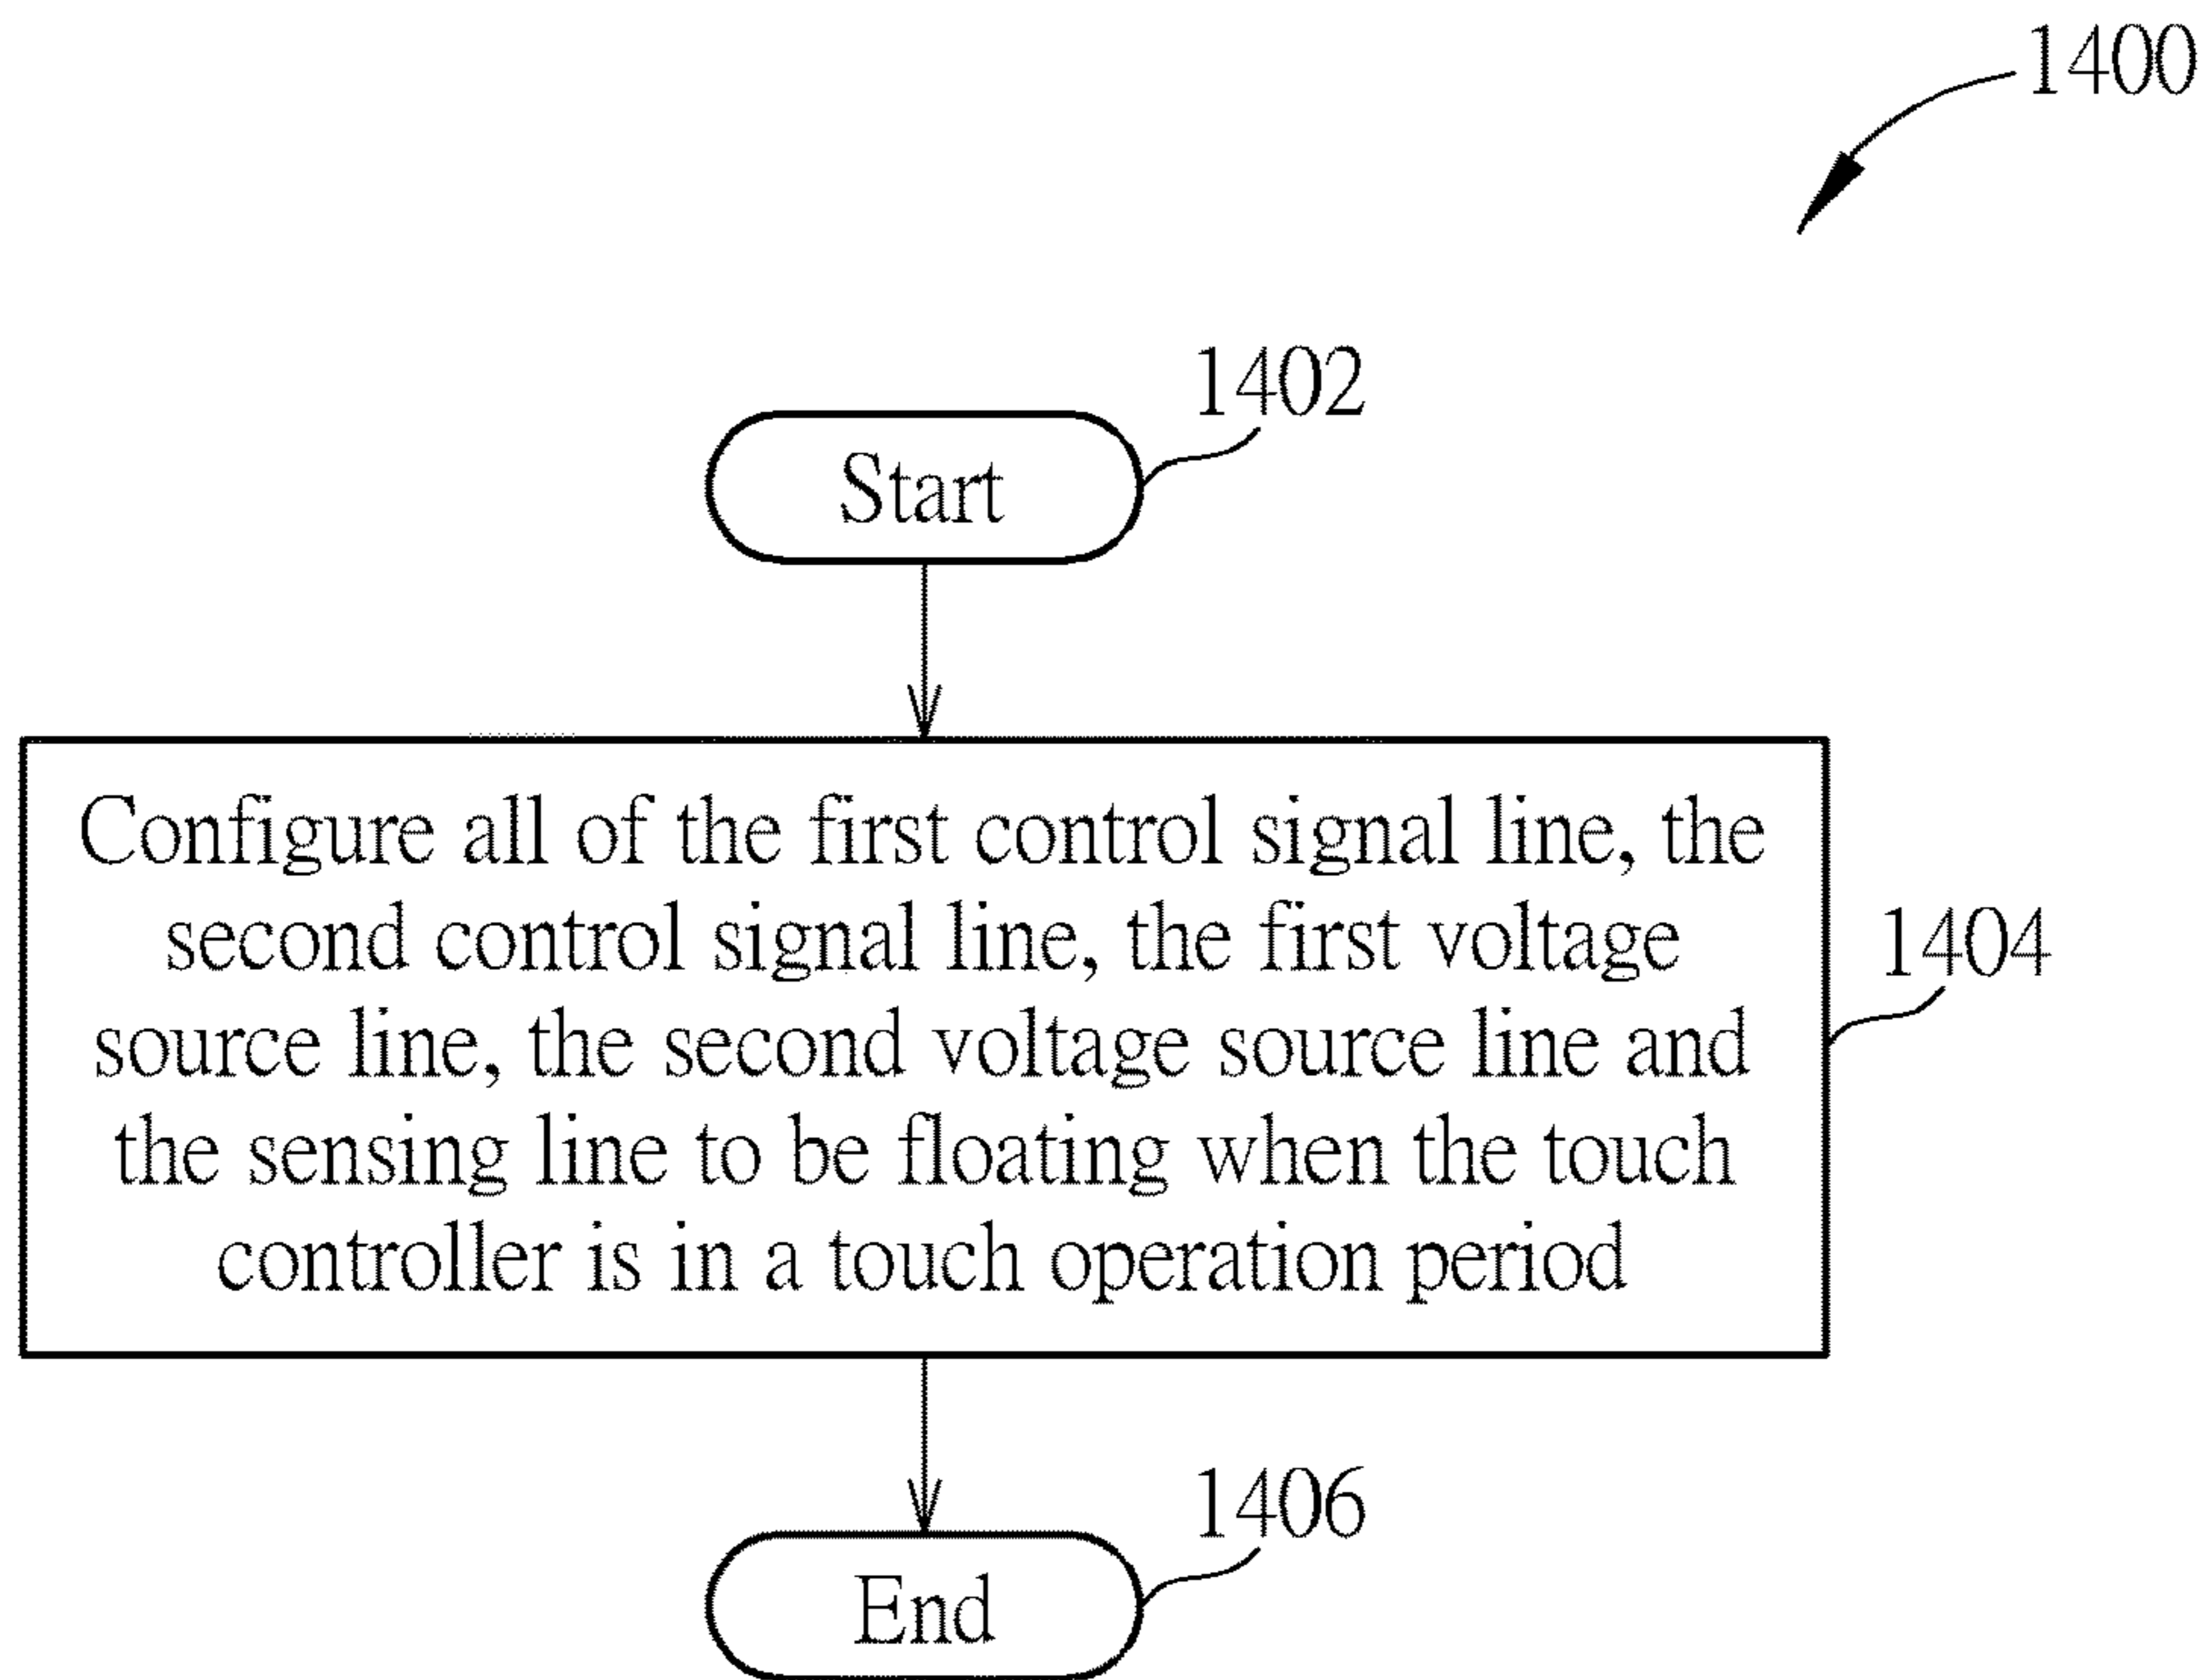 1400
1402
Start
Configure all of the first control signal line, the
second control signal line, the first voltage
source line, the second voltage source line and
the sensing line to be floating when the touch
controller is in a touch operation period
1404
1406
End